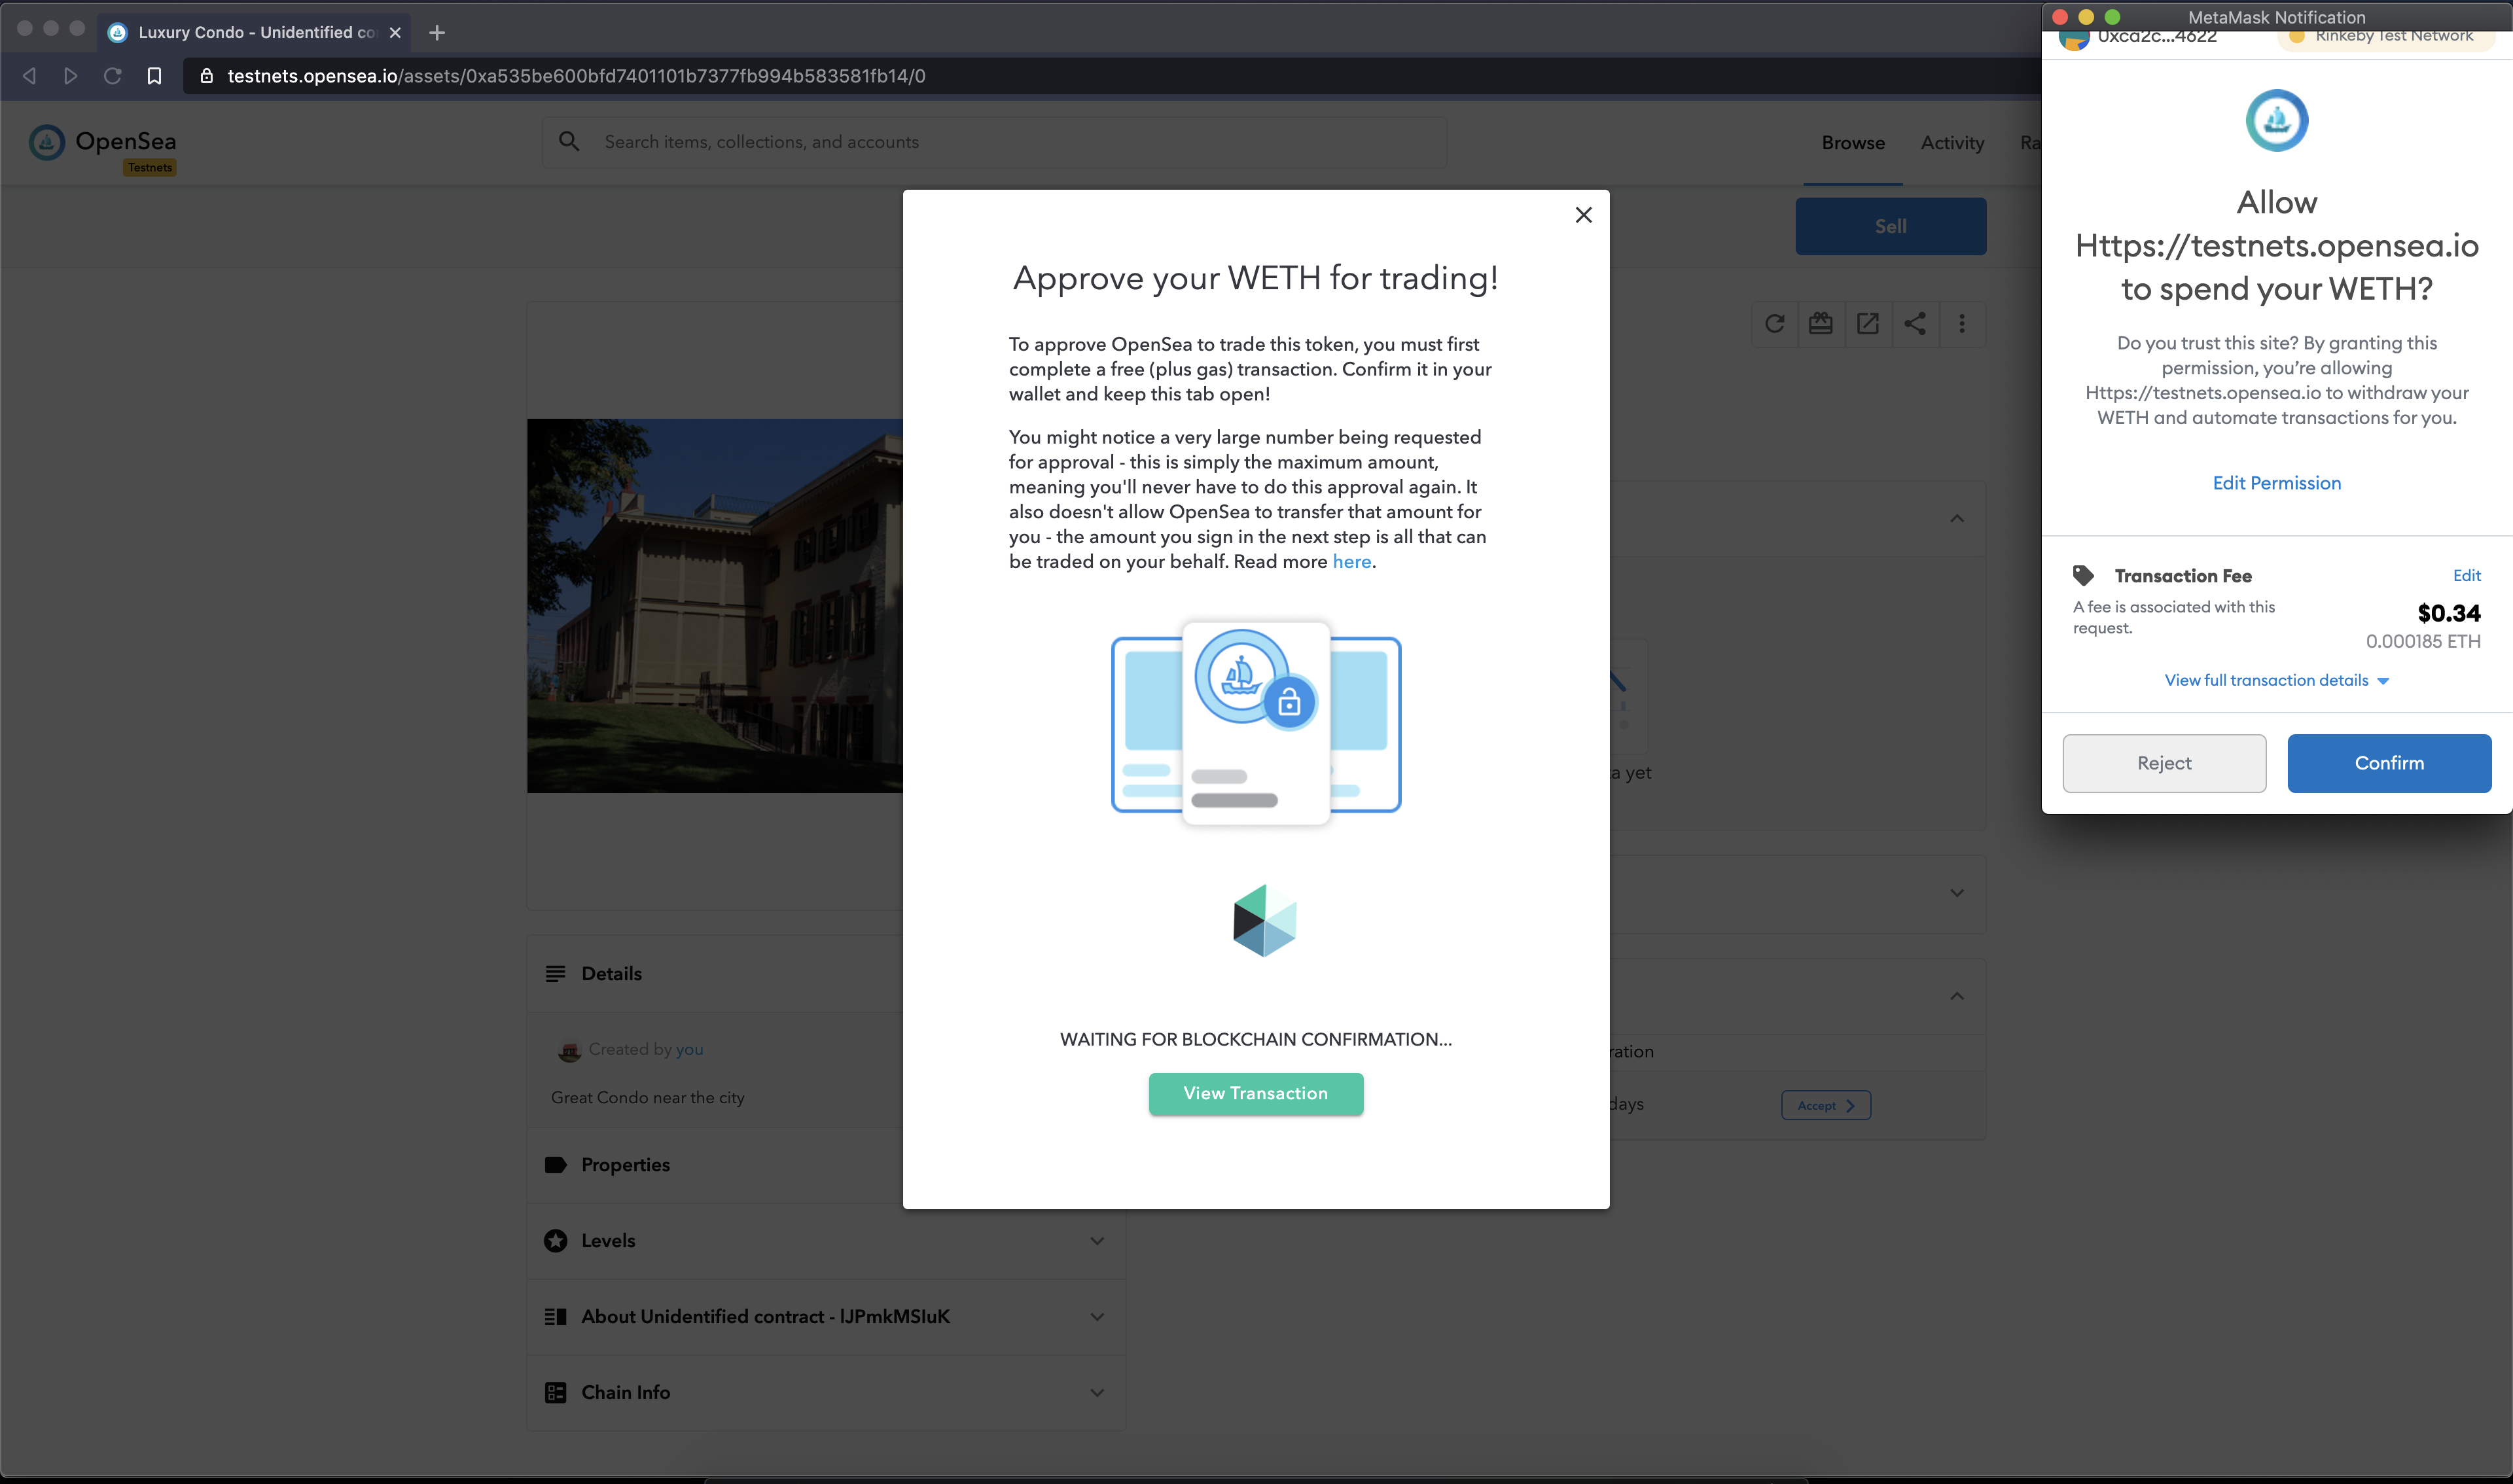 Luxury Condo - Unidentified co
testnets.opensea.io/assets/0xa535be600bfd7401101b7377fb994b583581fb14/0
OpenSea
Testnets
Search items, collections, and accounts
Browse
Activity
Ra
Sell
Approve your WETH for trading!
To approve OpenSea to trade this token, you must first
complete a free (plus gas) transaction. Confirm it in your
wallet and keep this tab open!
You might notice a very large number being requested
for approval - this is simply the maximum amount,
meaning you'll never have to do this approval again. It
also doesn't allow OpenSea to transfer that amount for
you - the amount you sign in the next step is all that can
be traded on your behalf. Read more here.
WAITING FOR BLOCKCHAIN CONFIRMATION...
View Transaction
Details
Created by you
Great Condo near the city
Properties
Levels
About Unidentified contract - lJPmkMSIuK
Chain Info
a yet
ration
days
Accept
MetaMask Notification
0xca2c...4622
Rinkeby Test Network
Allow
Https://testnets.opensea.io
to spend your WETH?
Do you trust this site? By granting this
permission, you’re allowing
Https://testnets.opensea.io to withdraw your
WETH and automate transactions for you.
Edit Permission
Transaction Fee
Edit
A fee is associated with this
request.
$0.34
0.000185 ETH
View full transaction details
Reject
Confirm